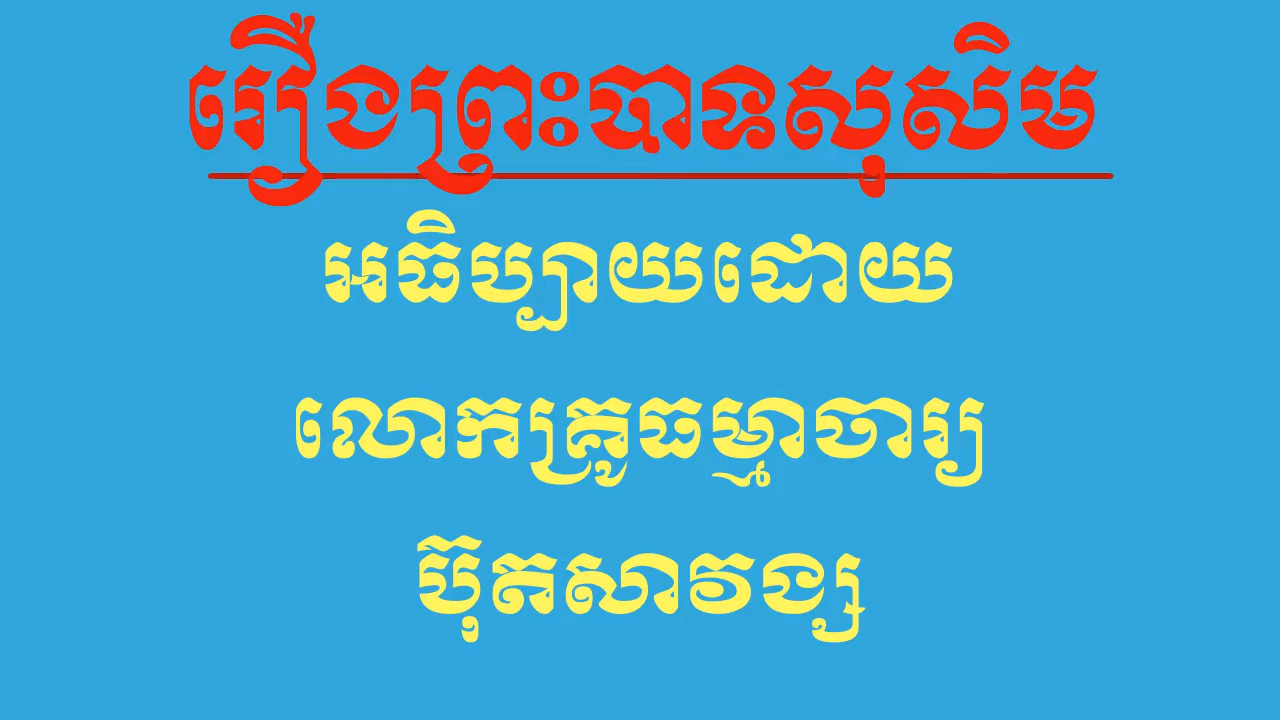 រឿងព្រះបាទសុសិម
អធិប្បាយដោយ
លោកគ្រូធម្មាចារ្យ
ប៊ុតសាវង្ស